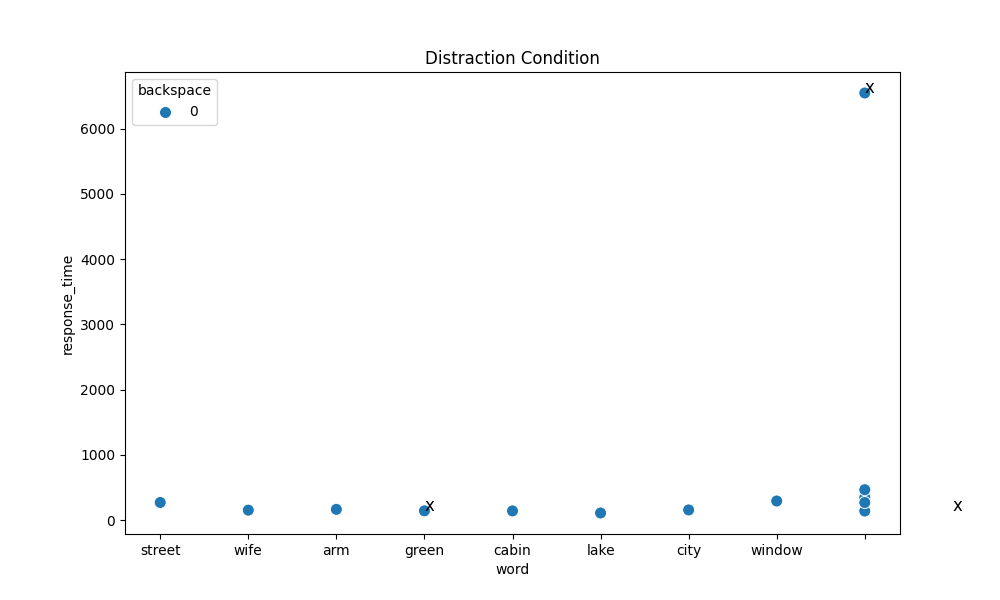 Distraction Condition
backspace
0
x
6000
5000
4000
3000
2000
1000
0
response_time
x
x
street wife arm green cabin lake city window
word